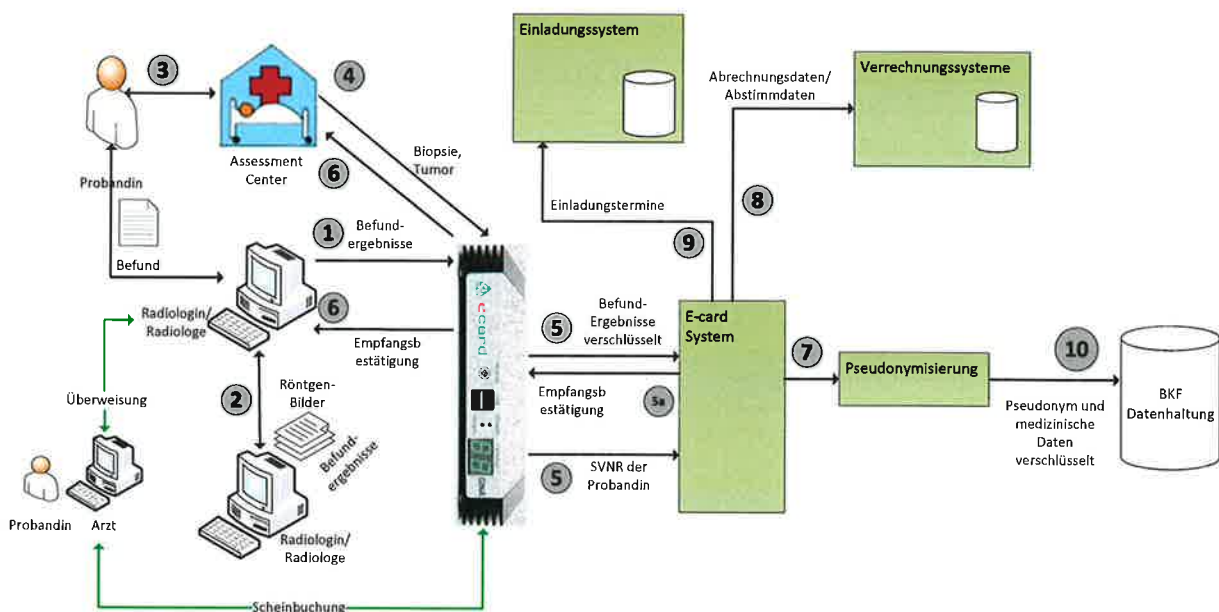 Einladungssystem
Verrechnungssysteme
Abrechnungsdaten/
Abstimmdaten
3
4
Assessment
Center
Biopsie,
Tumor
6
Probandin
Befund
1
Befund-
ergebnisse
Einladungstermine
9
8
Radiologin/
Radiologe
6
Empfangsb
estätigung
e card
5
Befund-
Ergebnisse
verschlüsselt
E-card
System
7
Pseudonymisierung
10
BKF
Datenhaltung
Pseudonym und
medizinische
Daten
verschlüsselt
Empfangsb
estätigung
5a
Überweisung
2
Röntgen-
Bilder
Befund-
ergebnisse
5
SVNR der
Probandin
Probandin
Arzt
Radiologin/
Radiologe
Scheinbuchung